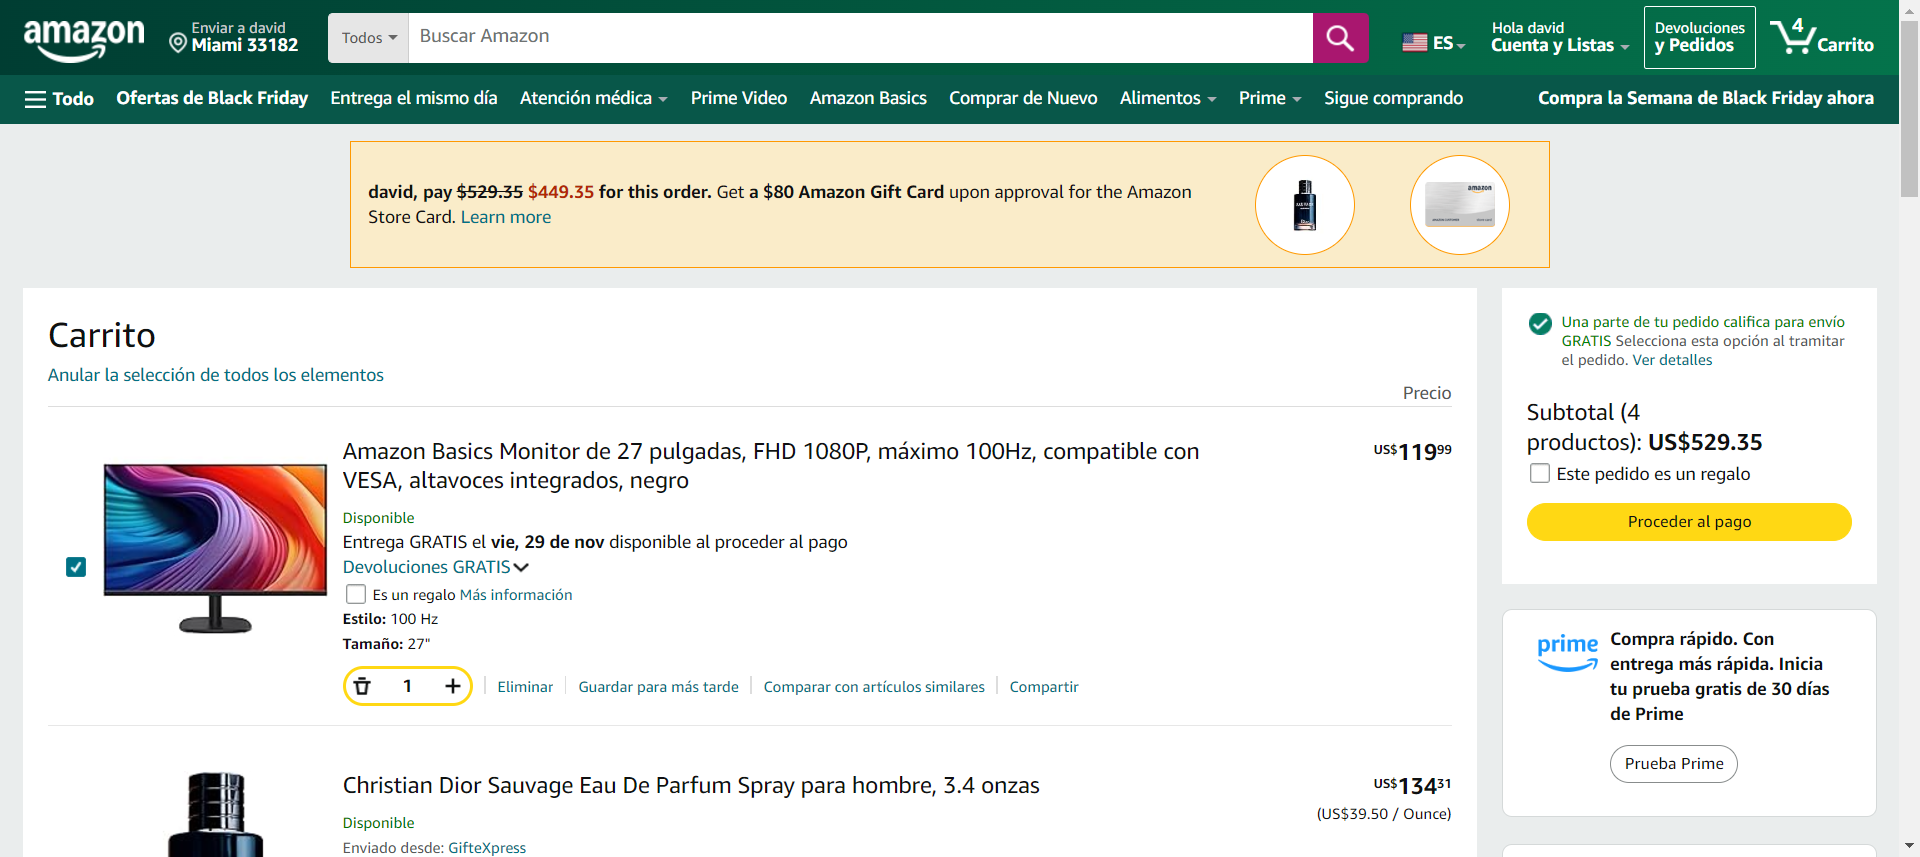 amazon
Enviar a david
Miami 33182
Todos
Buscar Amazon
ES
Hola david
Cuenta y Listas
Devoluciones
y Pedidos
4
Carrito
Todo
Ofertas de Black Friday
Entrega el mismo día
Atención médica
Prime Video
Amazon Basics
Comprar de Nuevo
Alimentos
Prime
Sigue comprando
Compra la Semana de Black Friday ahora
david, pay $529.35 $449.35 for this order. Get a $80 Amazon Gift Card upon approval for the Amazon
Store Card. Learn more
amazon
Carrito
Anular la selección de todos los elementos
Precio
Amazon Basics Monitor de 27 pulgadas, FHD 1080P, máximo 100Hz, compatible con
VESA, altavoces integrados, negro
US$11999
Disponible
Entrega GRATIS el vie, 29 de nov disponible al proceder al pago
Devoluciones GRATIS
Es un regalo Más información
Estilo: 100 Hz
Tamaño: 27"
1
Eliminar
Guardar para más tarde
Comparar con artículos similares
Compartir
Christian Dior Sauvage Eau De Parfum Spray para hombre, 3.4 onzas
US$13431
(US$39.50 / Ounce)
Disponible
Enviado desde: GifteXpress
Una parte de tu pedido califica para envío
GRATIS Selecciona esta opción al tramitar
el pedido. Ver detalles
Subtotal (4
productos): US$529.35
Este pedido es un regalo
Proceder al pago
prime
Compra rápido. Con
entrega más rápida. Inicia
tu prueba gratis de 30 días
de Prime
Prueba Prime